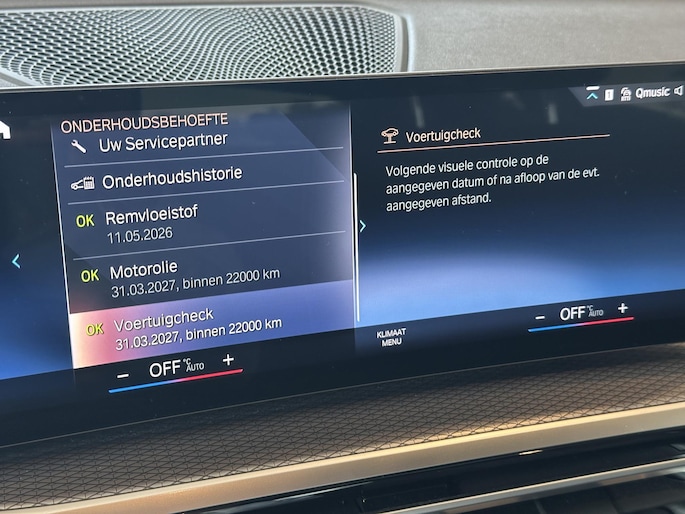 Qmusic
ONDERHOUDSBEHOEFTE
Uw Servicepartner
Onderhoudshistorie
OK Remvloeistof
11.05.2026
OK Motorolie
31.03.2027, binnen 22000 km
OK Voertuigcheck
31.03.2027, binnen 22000 km
Voertuigcheck
Volgende visuele controle op de
aangegeven datum of na afloop van de evt.
aangegeven afstand.
KLIMAAT
MENU
− OFF °C AUTO +
− OFF °C AUTO +